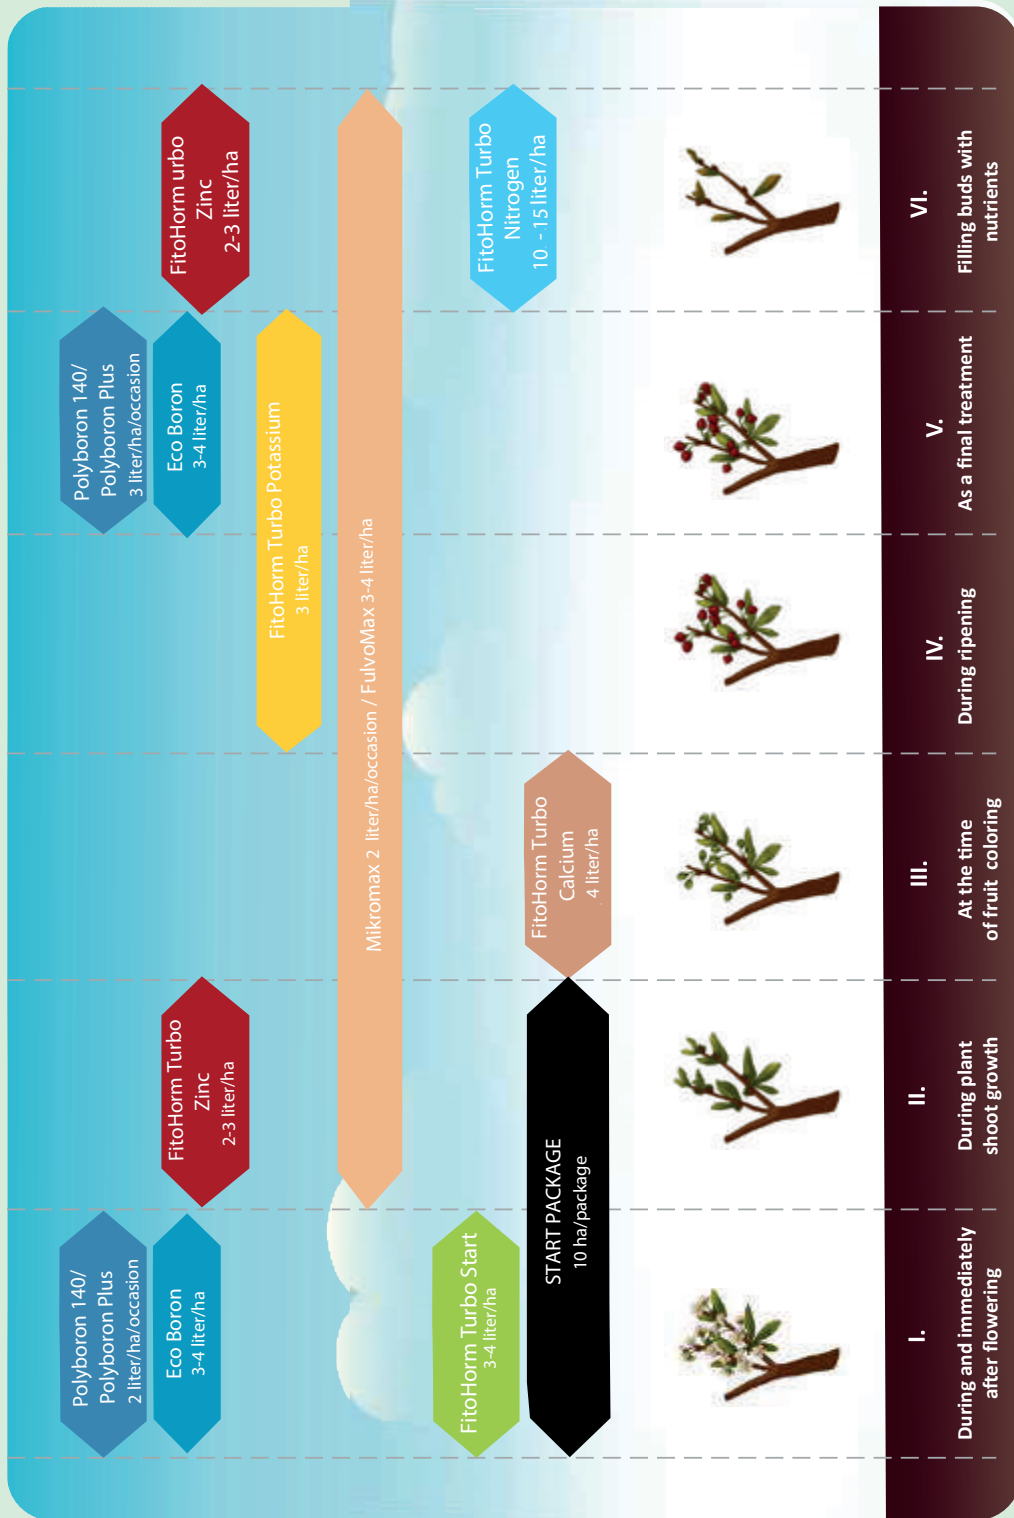 Polyboron 140/
Polyboron Plus
2 liter/ha/occasion
Polyboron 140/
Polyboron Plus
3 liter/ha/occasion
Eco Boron
3-4 liter/ha
Eco Boron
3-4 liter/ha
FitoHorm Turbo
Zinc
2-3 liter/ha
FitoHorm urbo
Zinc
2-3 liter/ha
FitoHorm Turbo Potassium
3 liter/ha
Mikromax 2 liter/ha/occasion / FulvoMax 3-4 liter/ha
FitoHorm Turbo Start
3-4 liter/ha
FitoHorm Turbo
Nitrogen
10 - 15 liter/ha
START PACKAGE
10 ha/package
FitoHorm Turbo
Calcium
4 liter/ha
I.
During and immediately
after flowering
II.
During plant
shoot growth
III.
At the time
of fruit coloring
IV.
During ripening
V.
As a final treatment
VI.
Filling buds with
nutrients